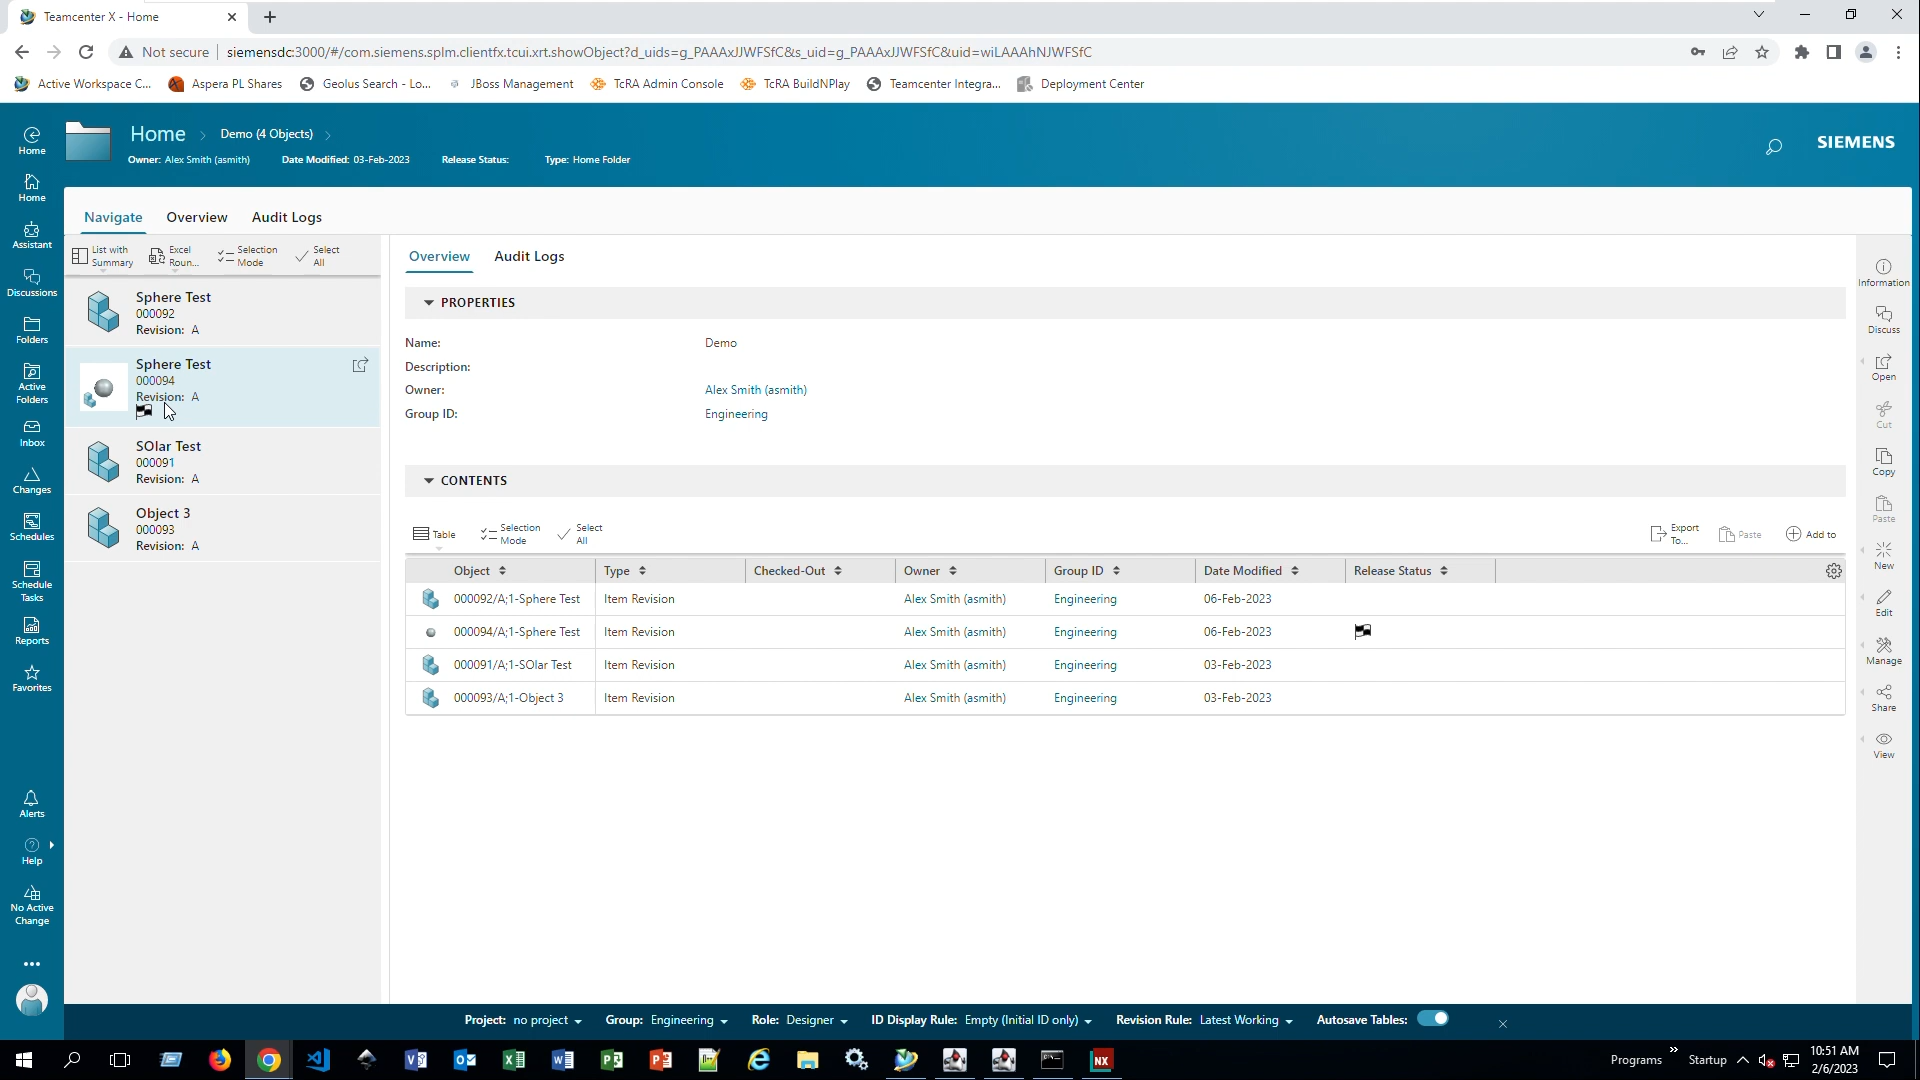 Teamcenter X - Home
Not secure
siemensdc:3000/#/com.siemens.splm.clientfx.tcui.xrt.showObject?d_uids=g_PAAAxJJWFSfC&s_uid=g_PAAAxJJWFSfC&uid=wiLAAAhNJWFSfC
Active Workspace C... Aspera PL Shares Geolus Search - Lo... JBoss Management TcRA Admin Console TcRA BuildNPlay Teamcenter Integra... Deployment Center
Home
Home Demo (4 Objects)
SIEMENS
Owner: Alex Smith (asmith) Date Modified: 03-Feb-2023 Release Status: Type: Home Folder
Home
Assistant
Discussions
Folders
Active
Folders
Inbox
Changes
Schedules
Schedule
Tasks
Reports
Favorites
Alerts
Help
No Active
Change
Navigate Overview Audit Logs
List with
Summary
Excel
Roun...
Selection
Mode
Select
All
Sphere Test
000092
Revision: A
Sphere Test
000094
Revision: A
SOlar Test
000091
Revision: A
Object 3
000093
Revision: A
Overview Audit Logs
PROPERTIES
Name: Demo
Description:
Owner: Alex Smith (asmith)
Group ID: Engineering
CONTENTS
Table
Selection
Mode
Select
All
Export
To...
Paste
Add to
Object Type Checked-Out Owner Group ID Date Modified Release Status
000092/A;1-Sphere Test Item Revision Alex Smith (asmith) Engineering 06-Feb-2023
000094/A;1-Sphere Test Item Revision Alex Smith (asmith) Engineering 06-Feb-2023
000091/A;1-SOlar Test Item Revision Alex Smith (asmith) Engineering 03-Feb-2023
000093/A;1-Object 3 Item Revision Alex Smith (asmith) Engineering 03-Feb-2023
Information
Discuss
Open
Cut
Copy
Paste
New
Edit
Manage
Share
View
Project: no project Group: Engineering Role: Designer ID Display Rule: Empty (Initial ID only) Revision Rule: Latest Working Autosave Tables:
Programs Startup
10:51 AM
2/6/2023